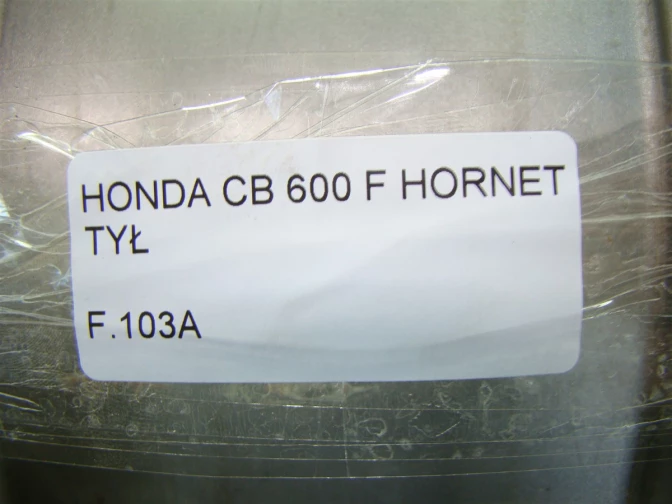 HONDA CB 600 F HORNET
TYŁ
F.103A